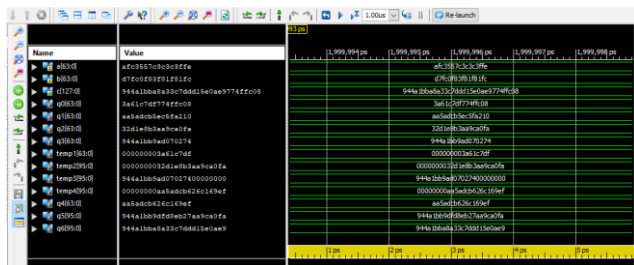 1.00us Re-launch
993 ps
Name Value 1,999,994 ps 1,999,995 ps 1,999,996 ps 1,999,997 ps 1,999,998 ps
a[63:0] afc3557c3c3c3ffe afc3557c3c3c3ffe
b[63:0] d7fc0f83f81f81fc d7fc0f83f81f81fc
c[127:0] 944a1bba8a33c7ddd15e0ae9774ffc08 944a1bba8a33c7ddd15e0ae9774ffc08
q0[63:0] 3a61c7df774ffc08 3a61c7df774ffc08
q1[63:0] aa5adcb5ec5fa210 aa5adcb5ec5fa210
q2[63:0] 32d1e8b3aa9ca0fa 32d1e8b3aa9ca0fa
q3[63:0] 944a1bb9ad070274 944a1bb9ad070274
temp1[63:0] 000000003a61c7df 000000003a61c7df
temp2[95:0] 0000000032d1e8b3aa9ca0fa 0000000032d1e8b3aa9ca0fa
temp3[95:0] 944a1bb9ad07027400000000 944a1bb9ad07027400000000
temp4[95:0] 00000000aa5adcb626c169ef 00000000aa5adcb626c169ef
q4[63:0] aa5adcb626c169ef aa5adcb626c169ef
q5[95:0] 944a1bb9dfd8eb27aa9ca0fa 944a1bb9dfd8eb27aa9ca0fa
q6[95:0] 944a1bba8a33c7ddd15e0ae9 944a1bba8a33c7ddd15e0ae9
1 ps 2 ps 3 ps 4 ps 5 ps